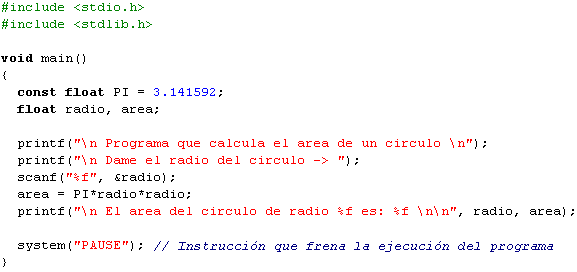 #include <stdio.h>
#include <stdlib.h>
void main()
{
const float PI = 3.141592;
float radio, area;
printf("\n Programa que calcula el area de un circulo \n");
printf("\n Dame el radio del circulo -> ");
scanf("%f", &radio);
area = PI*radio*radio;
printf("\n El area del circulo de radio %f es: %f \n\n", radio, area);
system("PAUSE"); // Instrucción que frena la ejecución del programa
}